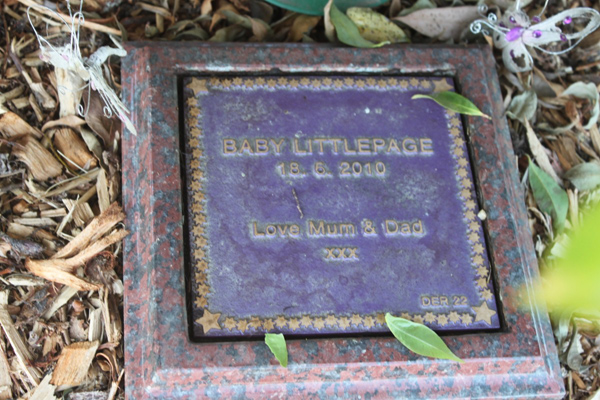 BABY LITTLEPAGE
18. 6. 2010
Love Mum & Dad
xxx
DER 22